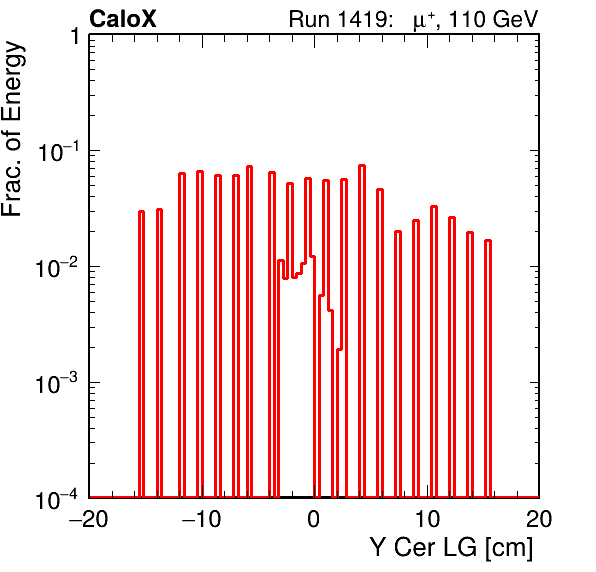 CaloX Run 1419: μ⁺, 110 GeV
Frac. of Energy
1
10⁻¹
10⁻²
10⁻³
10⁻⁴
−20 −10 0 10 20
Y Cer LG [cm]